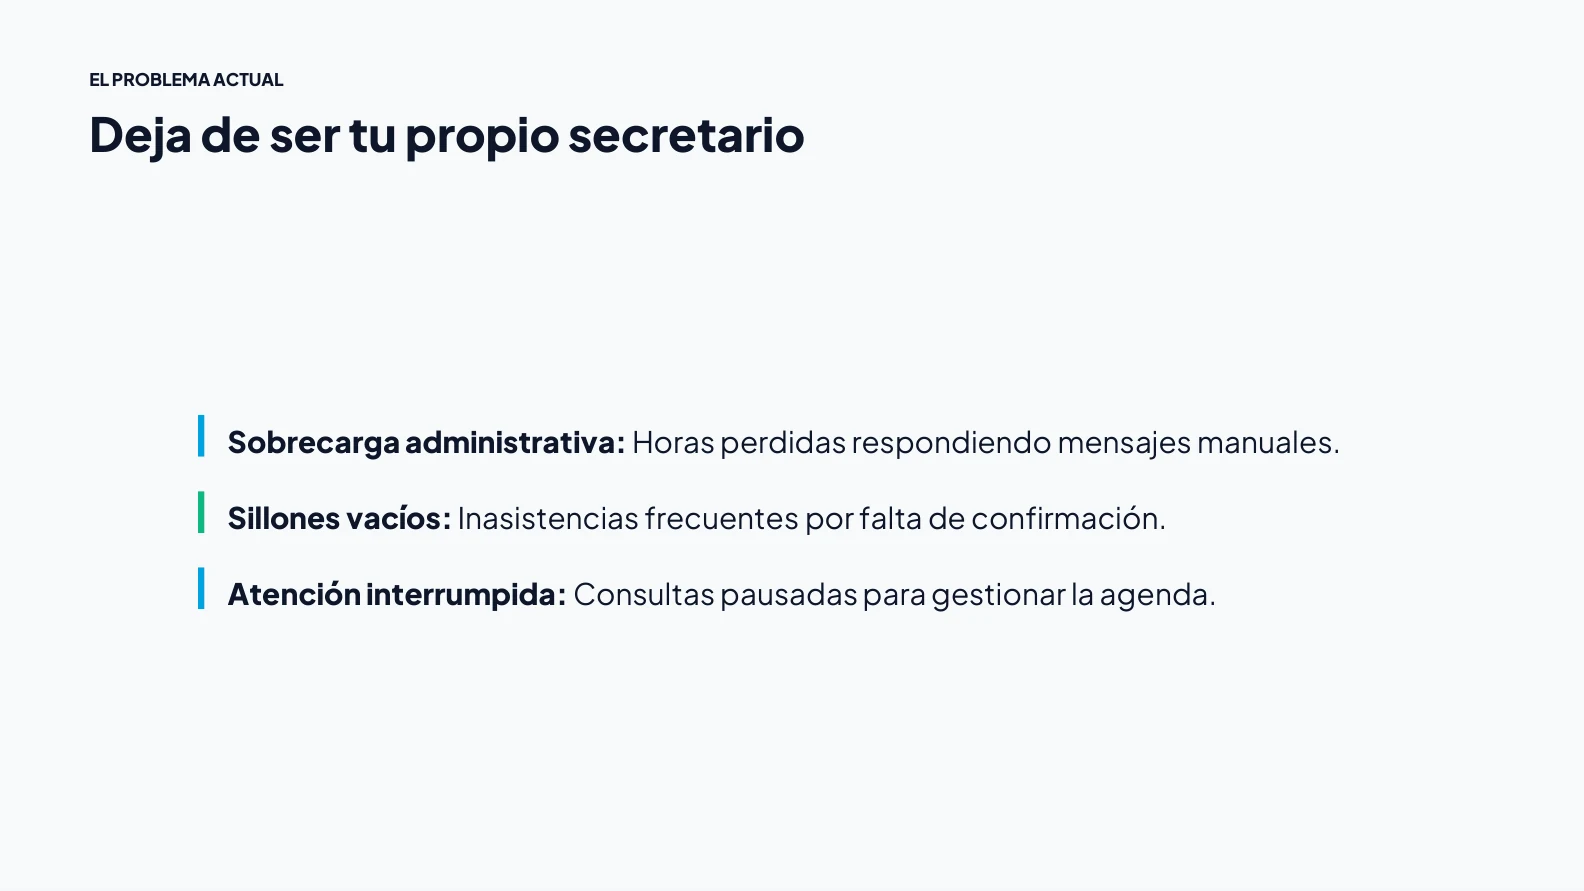 EL PROBLEMA ACTUAL
Deja de ser tu propio secretario
Sobrecarga administrativa: Horas perdidas respondiendo mensajes manuales.
Sillones vacíos: Inasistencias frecuentes por falta de confirmación.
Atención interrumpida: Consultas pausadas para gestionar la agenda.